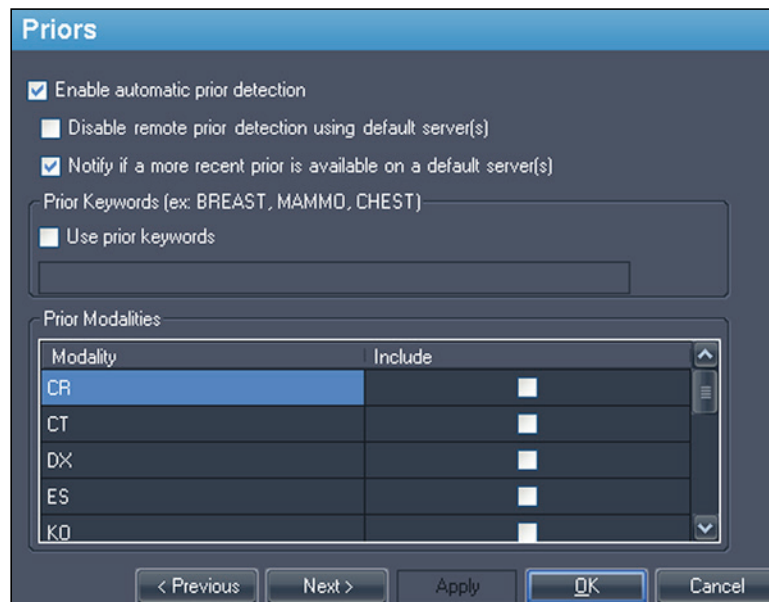 Priors
Enable automatic prior detection
Disable remote prior detection using default server(s)
Notify if a more recent prior is available on a default server(s)
Prior Keywords (ex: BREAST, MAMMO, CHEST)
Use prior keywords
Prior Modalities
Modality Include
CR
CT
DX
ES
KO
< Previous Next > Apply OK Cancel